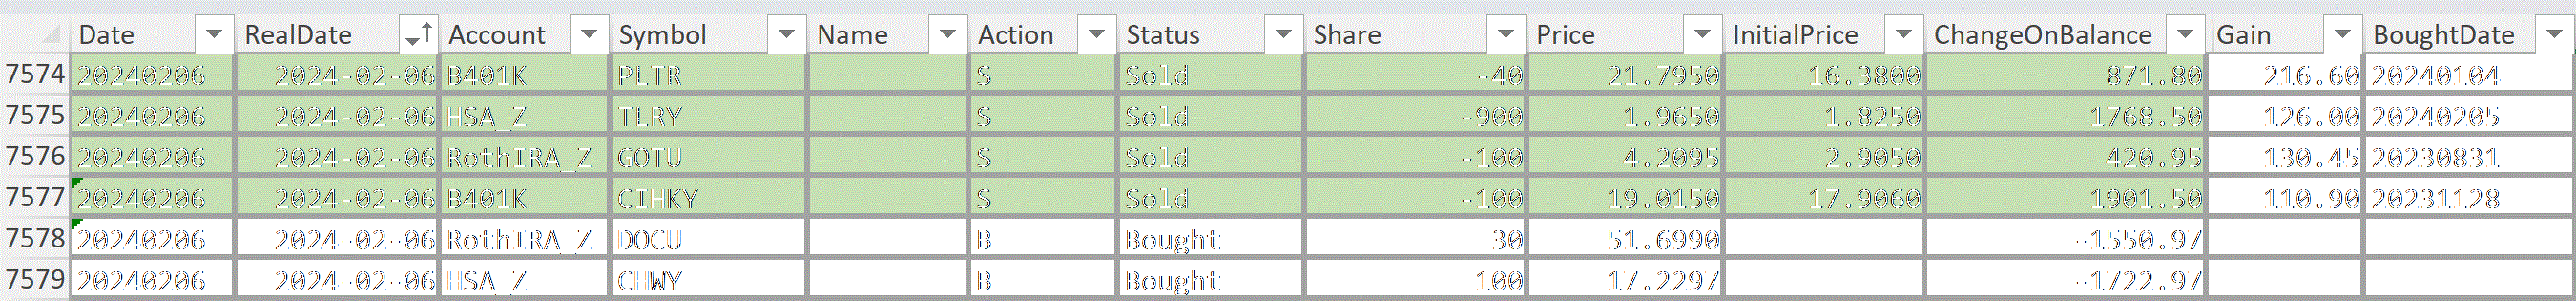 Date RealDate Account Symbol Name Action Status Share Price InitialPrice ChangeOnBalance Gain BoughtDate
7574 20240206 2024-02-06 B401K PLTR S Sold -40 21.7950 16.3800 871.80 216.60 20240104
7575 20240206 2024-02-06 HSA_Z TLRY S Sold -900 1.9650 1.8250 1768.50 126.00 20240205
7576 20240206 2024-02-06 RothIRA_Z GOTU S Sold -100 4.2095 2.9050 420.95 130.45 20230831
7577 20240206 2024-02-06 B401K CIHKY S Sold -100 19.0150 17.9060 1901.50 110.90 20231128
7578 20240206 2024-02-06 RothIRA_Z DOCU B Bought 30 51.6990 -1550.97
7579 20240206 2024-02-06 HSA_Z CHWY B Bought 100 17.2297 -1722.97